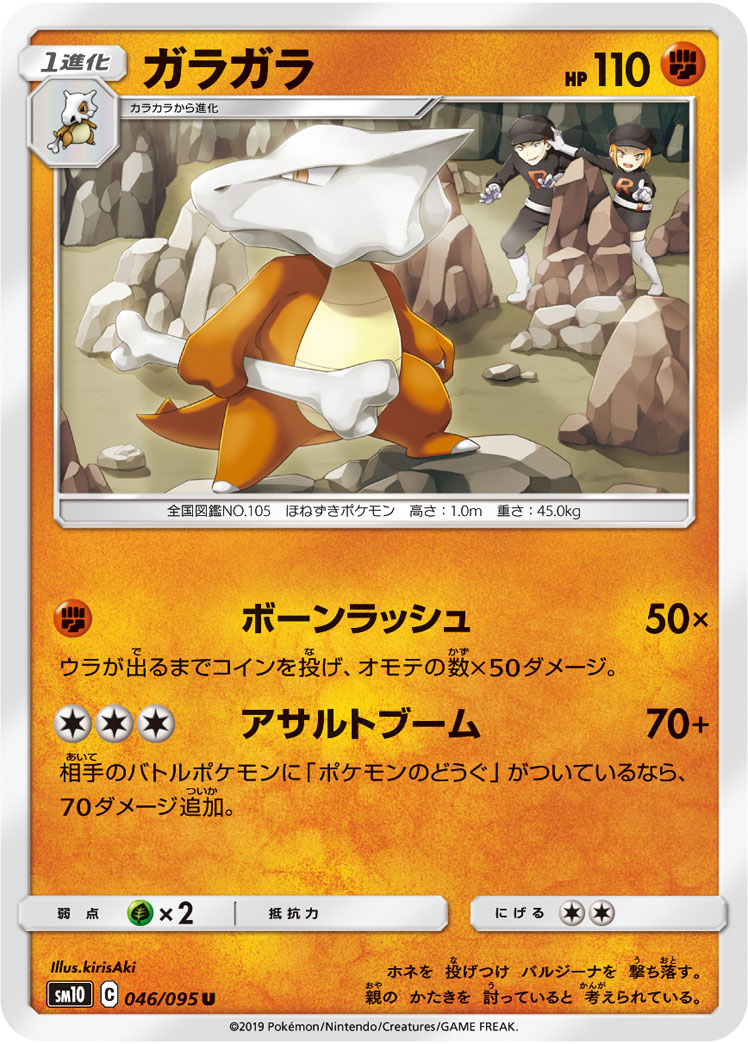 1進化
ガラガラ
HP 110
カラカラから進化
R
R
全国図鑑NO.105 ほねずきポケモン 高さ：1.0m 重さ：45.0kg
ボーンラッシュ 50×
ウラが出るまでコインを投げ、オモテの数×50ダメージ。
アサルトブーム 70+
相手のバトルポケモンに「ポケモンのどうぐ」がついているなら、
70ダメージ追加。
弱点 ×2 抵抗力 にげる
Illus.kirisAki
ホネを 投げつけ バルジーナを 撃ち落す。
親の かたきを 討っていると 考えられている。
sm10 C 046/095 U
©2019 Pokémon/Nintendo/Creatures/GAME FREAK.